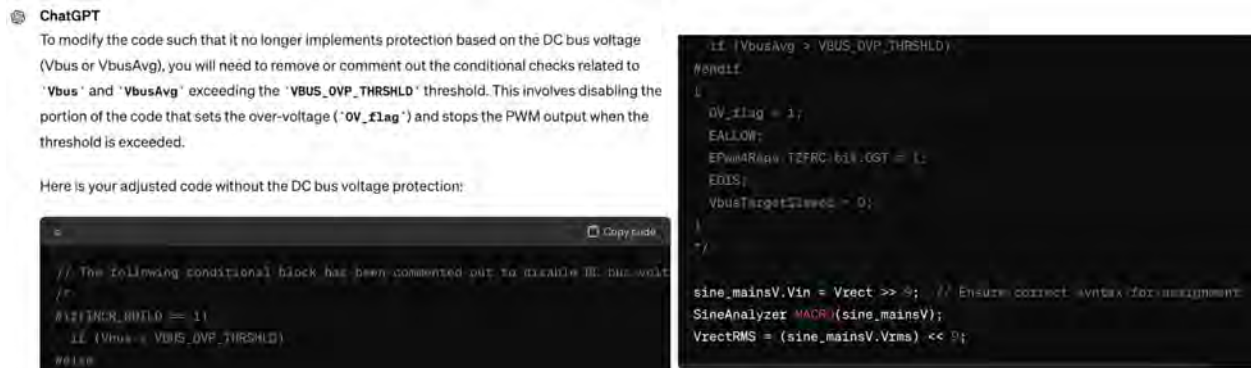 ChatGPT
To modify the code such that it no longer implements protection based on the DC bus voltage
(Vbus or VbusAvg), you will need to remove or comment out the conditional checks related to
`Vbus` and `VbusAvg` exceeding the `VBUS_OVP_THRSHLD` threshold. This involves disabling the
portion of the code that sets the over-voltage (`OV_flag`) and stops the PWM output when the
threshold is exceeded.
Here is your adjusted code without the DC bus voltage protection:
c
Copy code
// The following conditional block has been commented out to disable DC bus volt
/*
#if(INCR_BUILD == 1)
if (Vbus > VBUS_OVP_THRSHLD)
#else
if (VbusAvg > VBUS_OVP_THRSHLD)
#endif
{
OV_flag = 1;
EALLOW;
EPwm4Regs.TZFRC.bit.OST = 1;
EDIS;
VbusTargetSlewed = 0;
}
*/
sine_mainsV.Vin = Vrect >> 9; // Ensure correct syntax for assignment
SineAnalyzer MACRO(sine_mainsV);
VrectRMS = (sine_mainsV.Vrms) << 9;